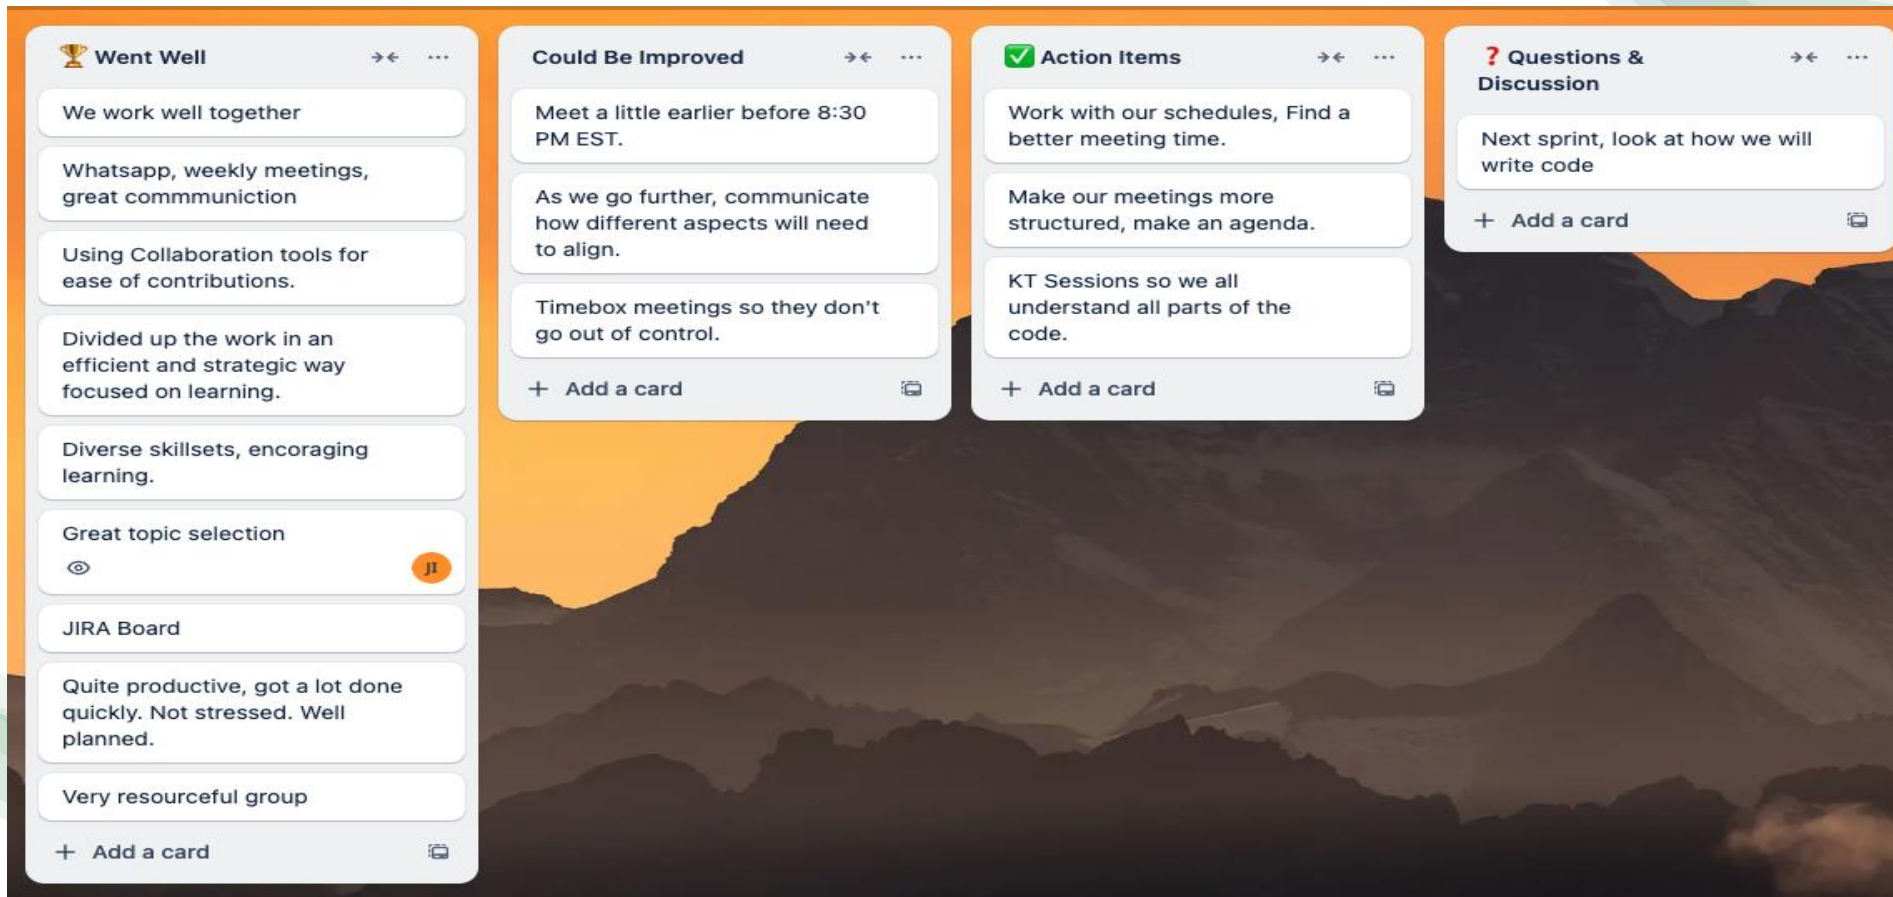 🏆 Went Well
We work well together
Whatsapp, weekly meetings,
great commmuniction
Using Collaboration tools for
ease of contributions.
Divided up the work in an
efficient and strategic way
focused on learning.
Diverse skillsets, encoraging
learning.
Great topic selection
JI
JIRA Board
Quite productive, got a lot done
quickly. Not stressed. Well
planned.
Very resourceful group
+ Add a card
Could Be Improved
Meet a little earlier before 8:30
PM EST.
As we go further, communicate
how different aspects will need
to align.
Timebox meetings so they don't
go out of control.
+ Add a card
✅ Action Items
Work with our schedules, Find a
better meeting time.
Make our meetings more
structured, make an agenda.
KT Sessions so we all
understand all parts of the
code.
+ Add a card
❓ Questions &
Discussion
Next sprint, look at how we will
write code
+ Add a card